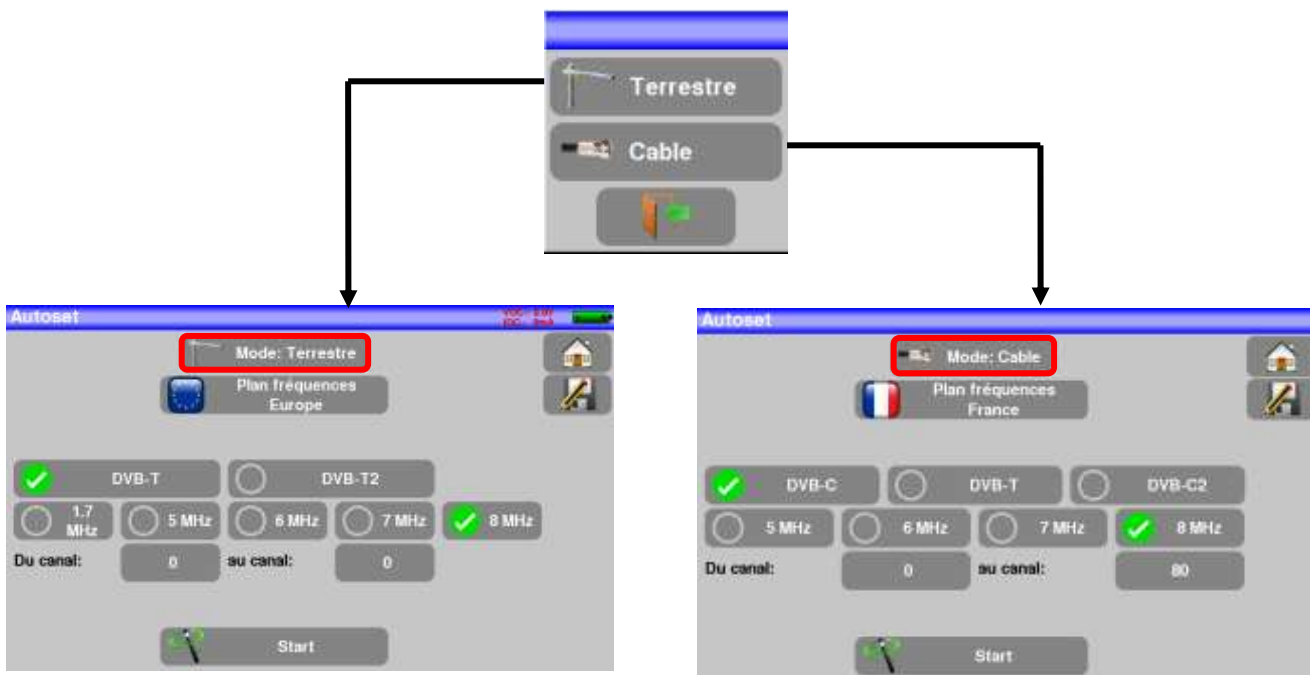 Terrestre
Cable
Autoset
Mode: Terrestre
Plan fréquences
Europe
DVB-T
DVB-T2
1.7
MHz
5 MHz
6 MHz
7 MHz
8 MHz
Du canal:
0
au canal:
0
Start
Autoset
Mode: Cable
Plan fréquences
France
DVB-C
DVB-T
DVB-C2
5 MHz
6 MHz
7 MHz
8 MHz
Du canal:
0
au canal:
80
Start